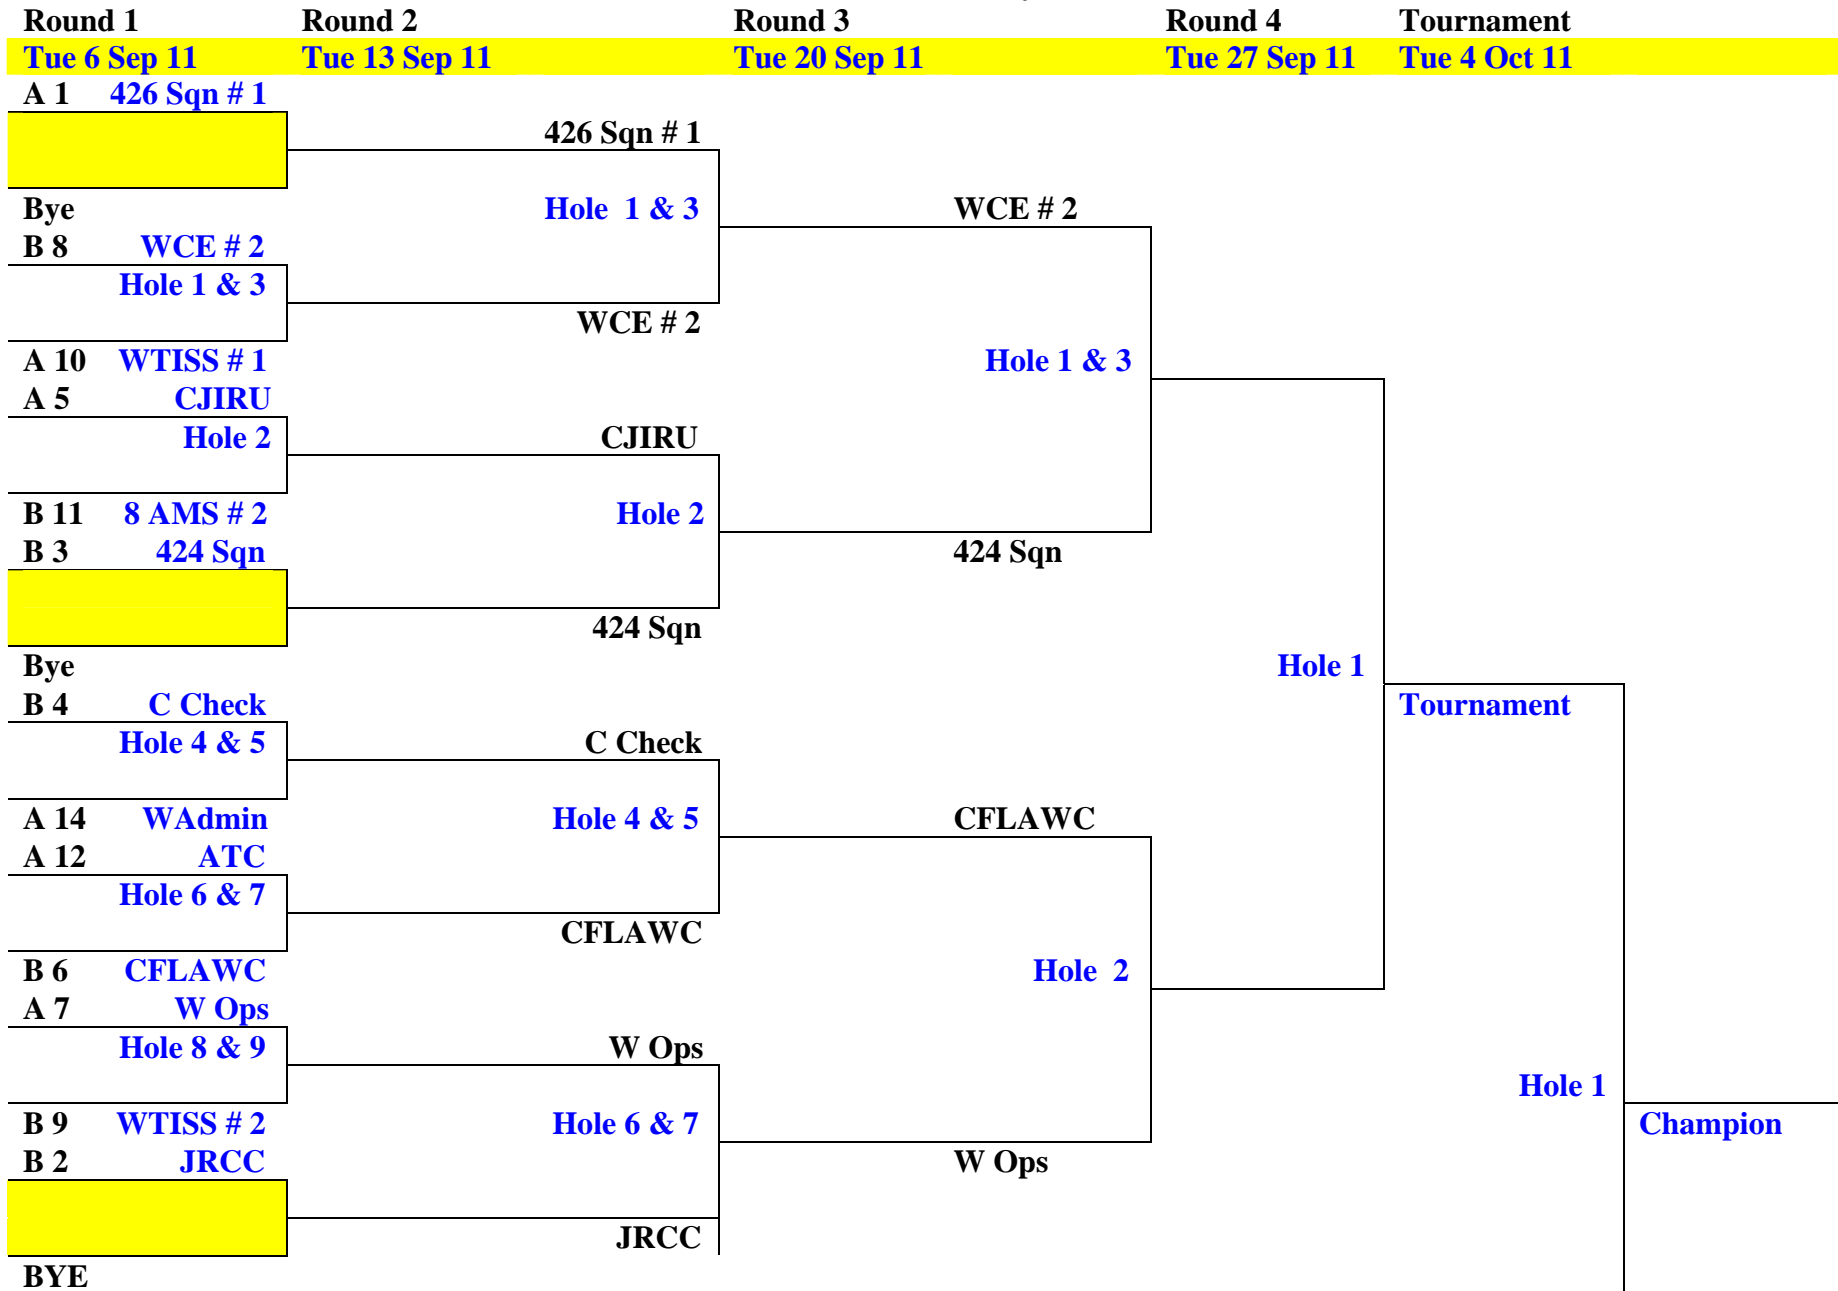 Round 1 Round 2 Round 3 Round 4 Tournament
Tue 6 Sep 11 Tue 13 Sep 11 Tue 20 Sep 11 Tue 27 Sep 11 Tue 4 Oct 11
A 1 426 Sqn # 1
426 Sqn # 1
Bye Hole 1 & 3 WCE # 2
B 8 WCE # 2
Hole 1 & 3
WCE # 2
A 10 WTISS # 1 Hole 1 & 3
A 5 CJIRU
Hole 2 CJIRU
B 11 8 AMS # 2 Hole 2
B 3 424 Sqn 424 Sqn
424 Sqn
Bye Hole 1
B 4 C Check Tournament
Hole 4 & 5 C Check
A 14 WAdmin Hole 4 & 5 CFLAWC
A 12 ATC
Hole 6 & 7
CFLAWC
B 6 CFLAWC Hole 2
A 7 W Ops
Hole 8 & 9 W Ops
Hole 1
B 9 WTISS # 2 Hole 6 & 7 Champion
B 2 JRCC W Ops
JRCC
BYE